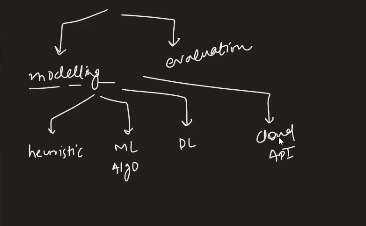 modelling
evaluation
heuristic
ML
Algo
DL
Cloud
API